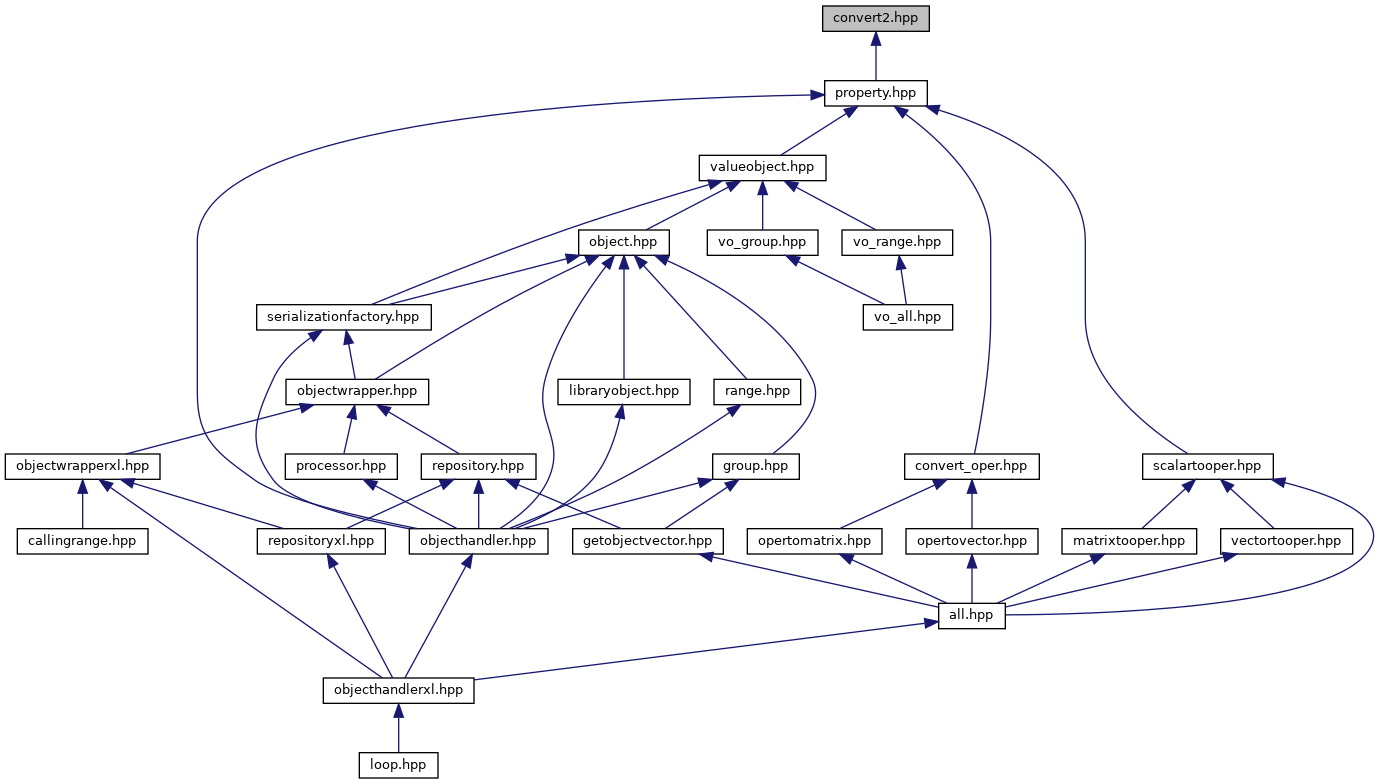 convert2.hpp
property.hpp
valueobject.hpp
object.hpp
vo_group.hpp
vo_range.hpp
serializationfactory.hpp
vo_all.hpp
objectwrapper.hpp
libraryobject.hpp
range.hpp
objectwrapperxl.hpp
processor.hpp
repository.hpp
group.hpp
convert_oper.hpp
scalartooper.hpp
callingrange.hpp
repositoryxl.hpp
objecthandler.hpp
getobjectvector.hpp
opertomatrix.hpp
opertovector.hpp
matrixtooper.hpp
vectortooper.hpp
all.hpp
objecthandlerxl.hpp
loop.hpp